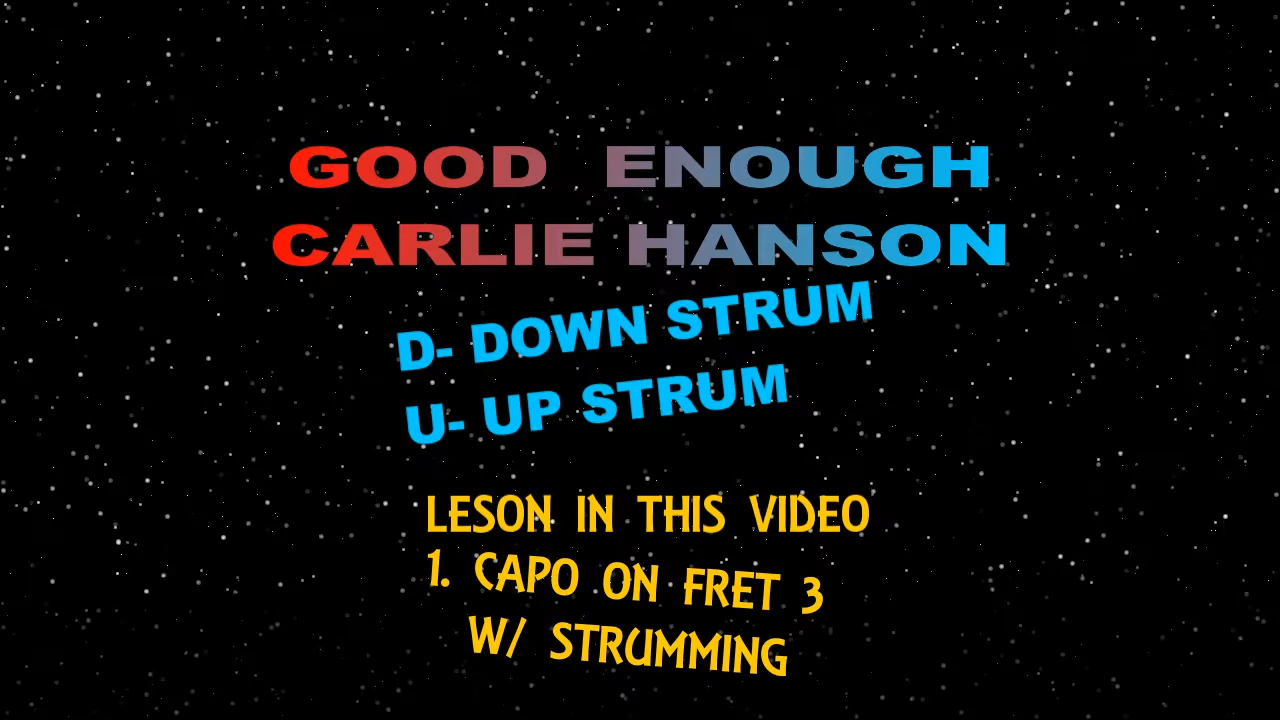 GOOD ENOUGH
CARLIE HANSON
D- DOWN STRUM
U- UP STRUM
LESON IN THIS VIDEO
1. CAPO ON FRET 3
W/ STRUMMING